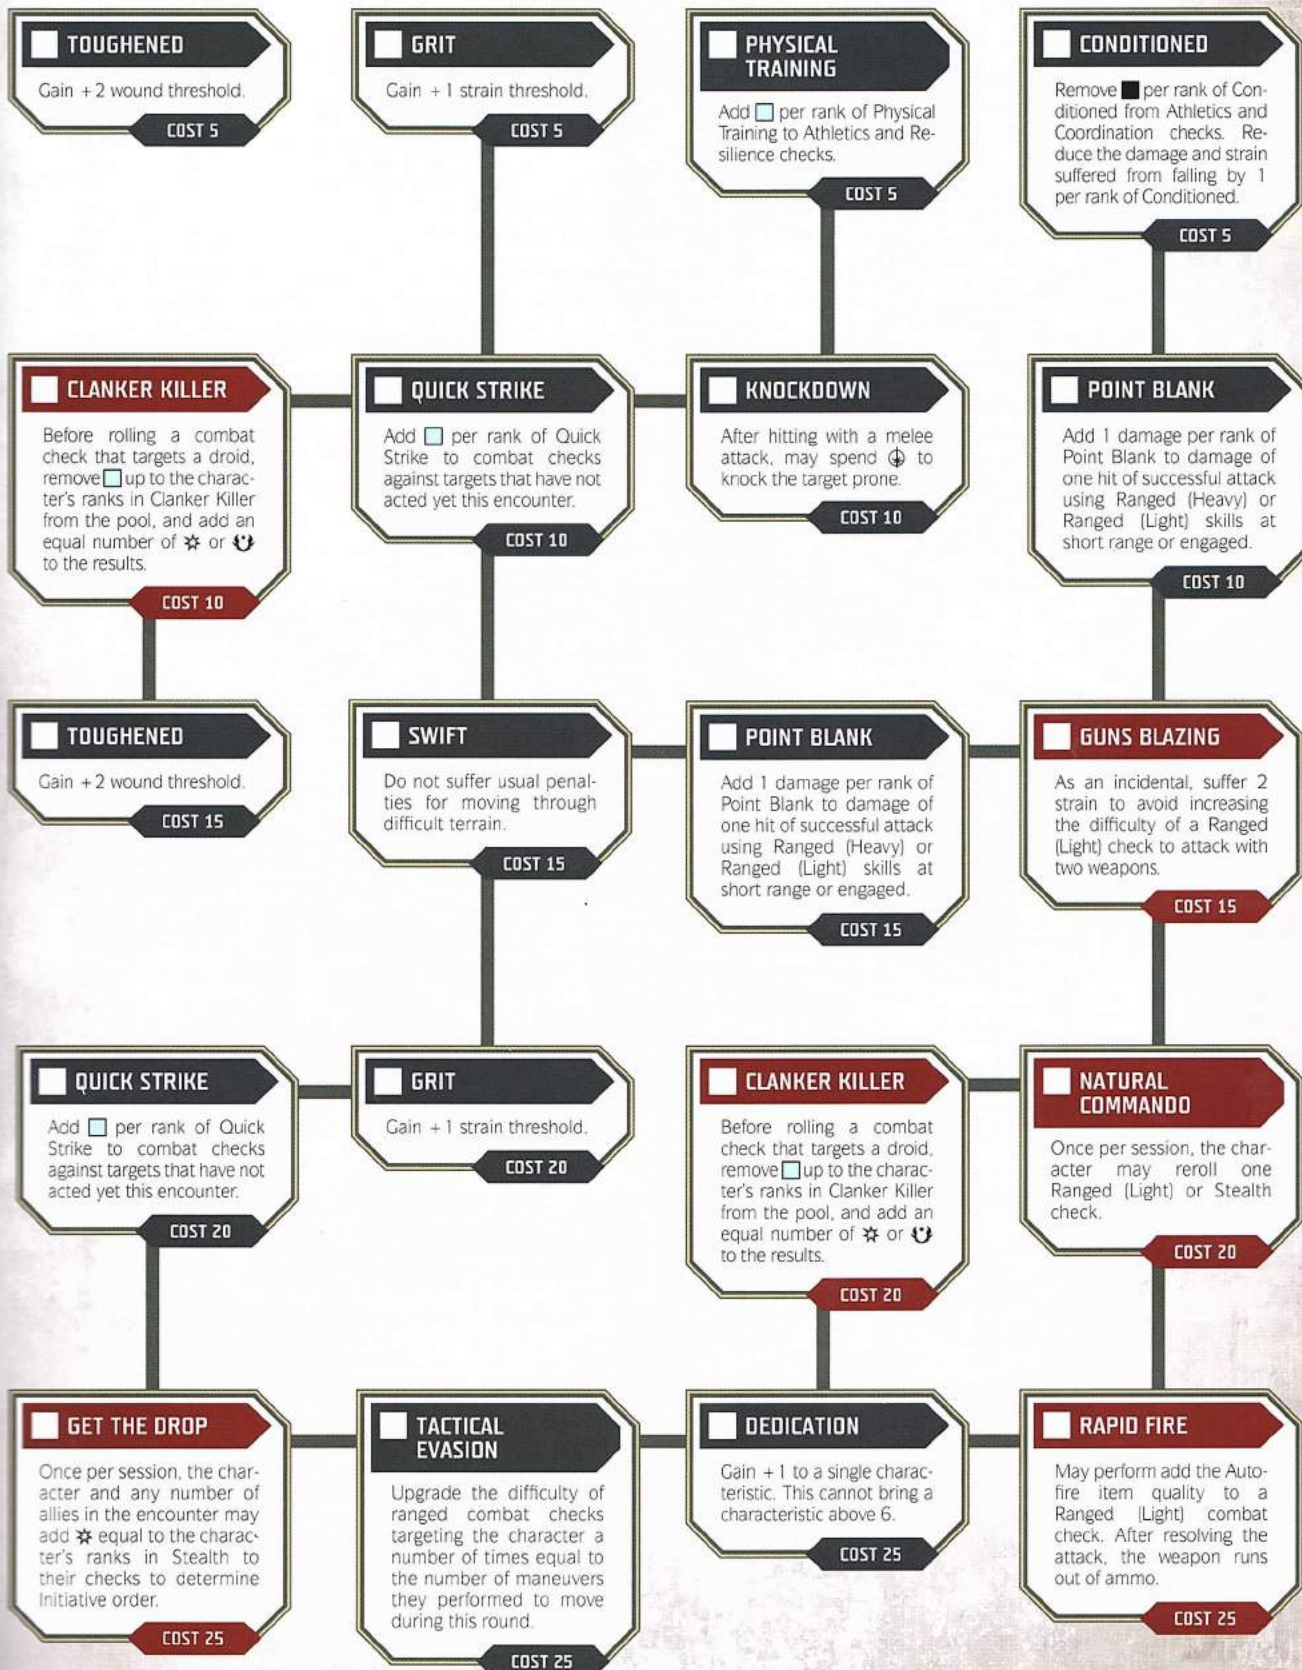 TOUGHENED
Gain +2 wound threshold.
COST 5
GRIT
Gain +1 strain threshold.
COST 5
PHYSICAL
TRAINING
Add per rank of Physical
Training to Athletics and Re-
silience checks.
COST 5
CONDITIONED
Remove per rank of Con-
ditioned from Athletics and
Coordination checks. Re-
duce the damage and strain
suffered from falling by 1
per rank of Conditioned.
COST 5
CLANKER KILLER
Before rolling a combat
check that targets a droid,
remove up to the charac-
ter's ranks in Clanker Killer
from the pool, and add an
equal number of or
to the results.
COST 10
QUICK STRIKE
Add per rank of Quick
Strike to combat checks
against targets that have not
acted yet this encounter.
COST 10
KNOCKDOWN
After hitting with a melee
attack, may spend to
knock the target prone.
COST 10
POINT BLANK
Add 1 damage per rank of
Point Blank to damage of
one hit of successful attack
using Ranged (Heavy) or
Ranged (Light) skills at
short range or engaged.
COST 10
TOUGHENED
Gain +2 wound threshold.
COST 15
SWIFT
Do not suffer usual penal-
ties for moving through
difficult terrain.
COST 15
POINT BLANK
Add 1 damage per rank of
Point Blank to damage of
one hit of successful attack
using Ranged (Heavy) or
Ranged (Light) skills at
short range or engaged.
COST 15
GUNS BLAZING
As an incidental, suffer 2
strain to avoid increasing
the difficulty of a Ranged
(Light) check to attack with
two weapons.
COST 15
QUICK STRIKE
Add per rank of Quick
Strike to combat checks
against targets that have not
acted yet this encounter.
COST 20
GRIT
Gain +1 strain threshold.
COST 20
CLANKER KILLER
Before rolling a combat
check that targets a droid,
remove up to the charac-
ter's ranks in Clanker Killer
from the pool, and add an
equal number of or
to the results.
COST 20
NATURAL
COMMANDO
Once per session, the char-
acter may reroll one
Ranged (Light) or Stealth
check.
COST 20
GET THE DROP
Once per session, the char-
acter and any number of
allies in the encounter may
add equal to the charac-
ter's ranks in Stealth to
their checks to determine
Initiative order.
COST 25
TACTICAL
EVASION
Upgrade the difficulty of
ranged combat checks
targeting the character a
number of times equal to
the number of maneuvers
they performed to move
during this round.
COST 25
DEDICATION
Gain +1 to a single charac-
teristic. This cannot bring a
characteristic above 6.
COST 25
RAPID FIRE
May perform add the Auto-
fire item quality to a
Ranged [Light) combat
check. After resolving the
attack, the weapon runs
out of ammo.
COST 25